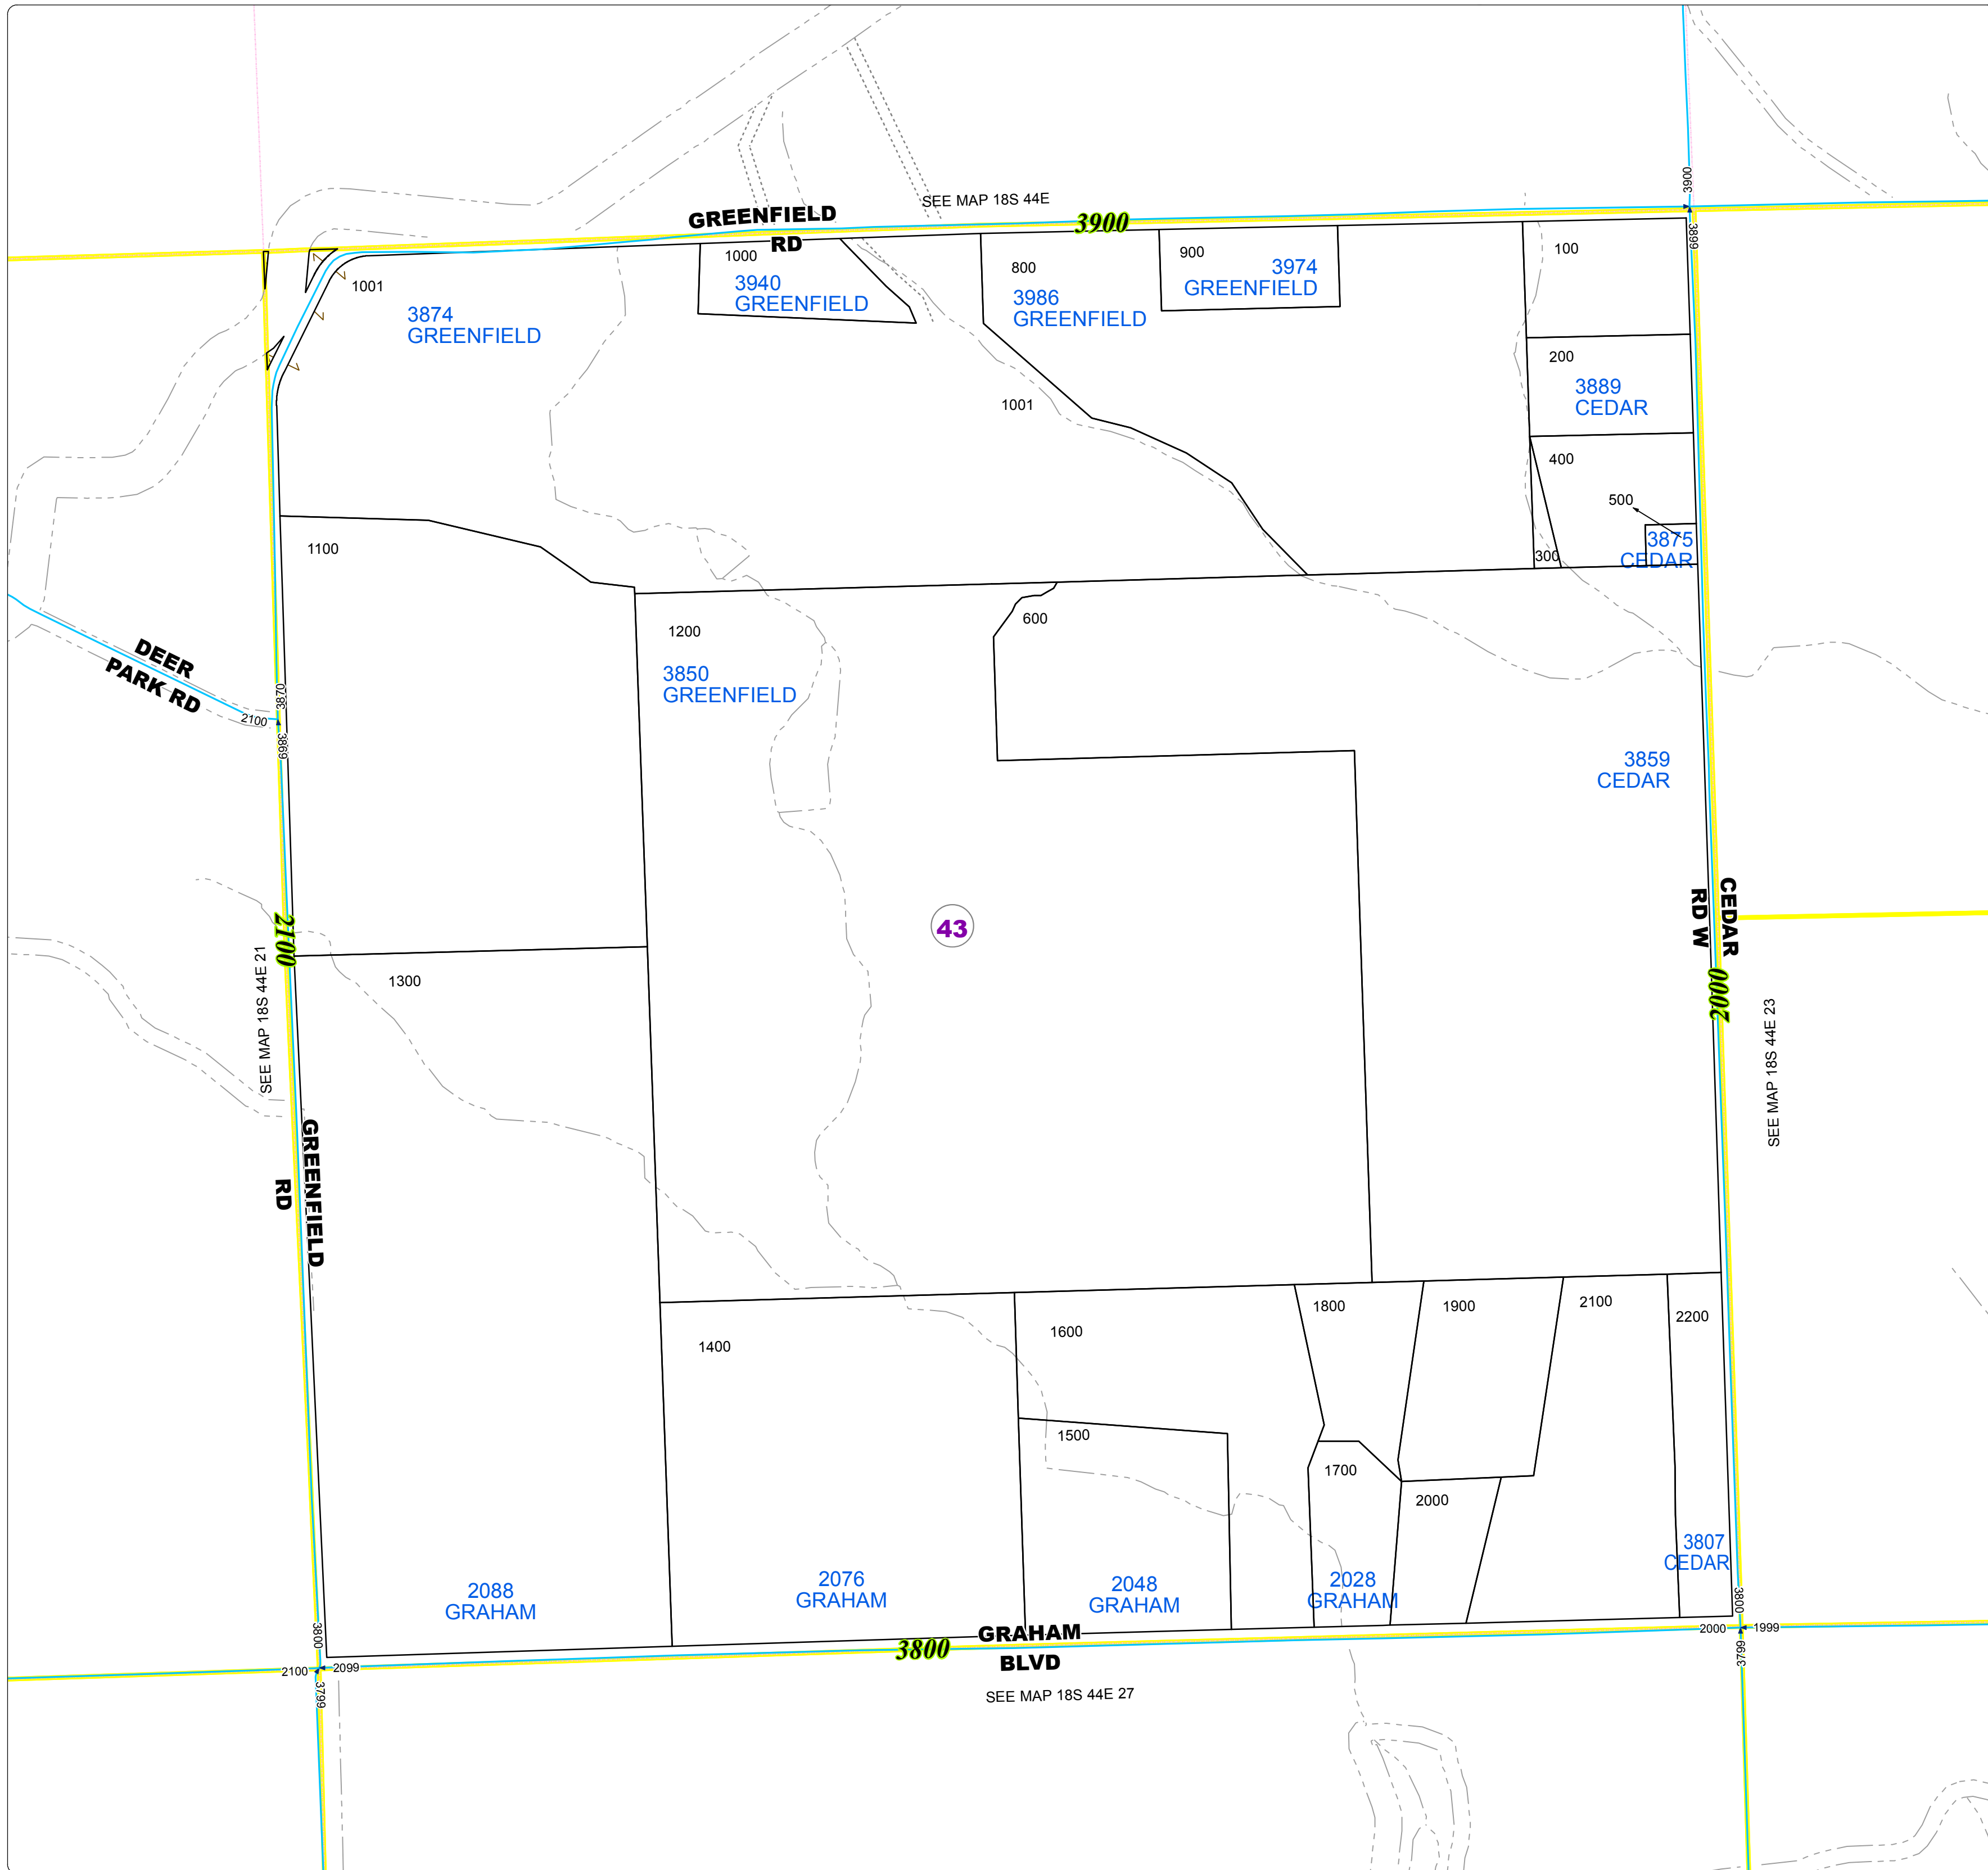 3900
SEE MAP 18S 44E
GREENFIELD
RD
3900
3899
1000
3940
GREENFIELD
800
3986
GREENFIELD
900
3974
GREENFIELD
100
1001
3874
GREENFIELD
200
3889
CEDAR
1001
400
500
3875
CEDAR
300
1100
600
1200
3850
GREENFIELD
DEER
PARK RD
2100
3870
3869
3859
CEDAR
43
2100
SEE MAP 18S 44E 21
1300
CEDAR
RD W
2000
SEE MAP 18S 44E 23
GREENFIELD
RD
1400
1600
1800
1900
2100
2200
1500
1700
2000
3807
CEDAR
2088
GRAHAM
2076
GRAHAM
2048
GRAHAM
2028
GRAHAM
3800
3800
2100
2099
3799
3800
GRAHAM
BLVD
2000
1999
3799
SEE MAP 18S 44E 27